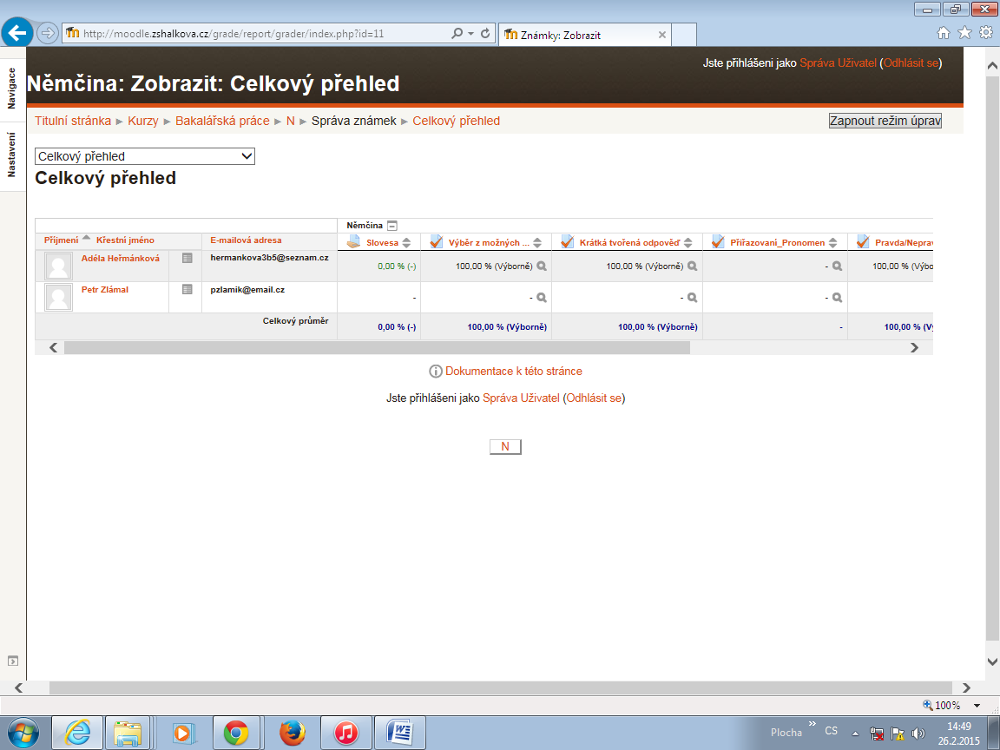 http://moodle.zshalkova.cz/grade/report/grader/index.php?id=11
Známky: Zobrazit
Navigace
Nastavení
Jste přihlášeni jako Správa Uživatel (Odhlásit se)
Němčina: Zobrazit: Celkový přehled
Titulní stránka ► Kurzy ► Bakalářská práce ► N ► Správa známek ► Celkový přehled
Zapnout režim úprav
Celkový přehled
Celkový přehled
Němčina
Příjmení Křestní jméno E-mailová adresa Slovesa Výběr z možných ... Krátká tvořená odpověď Přiřazovaní_Pronomen Pravda/Neprav
Adéla Heřmánková hermankova3b5@seznam.cz 0,00 % (-) 100,00 % (Výborně) 100,00 % (Výborně) - 100,00 % (Výbo
Petr Zlámal pzlamik@email.cz - - - -
Celkový průměr 0,00 % (-) 100,00 % (Výborně) 100,00 % (Výborně) - 100,00 % (Vý
Dokumentace k této stránce
Jste přihlášeni jako Správa Uživatel (Odhlásit se)
N
100%
Plocha » CS
14:49
26.2.2015